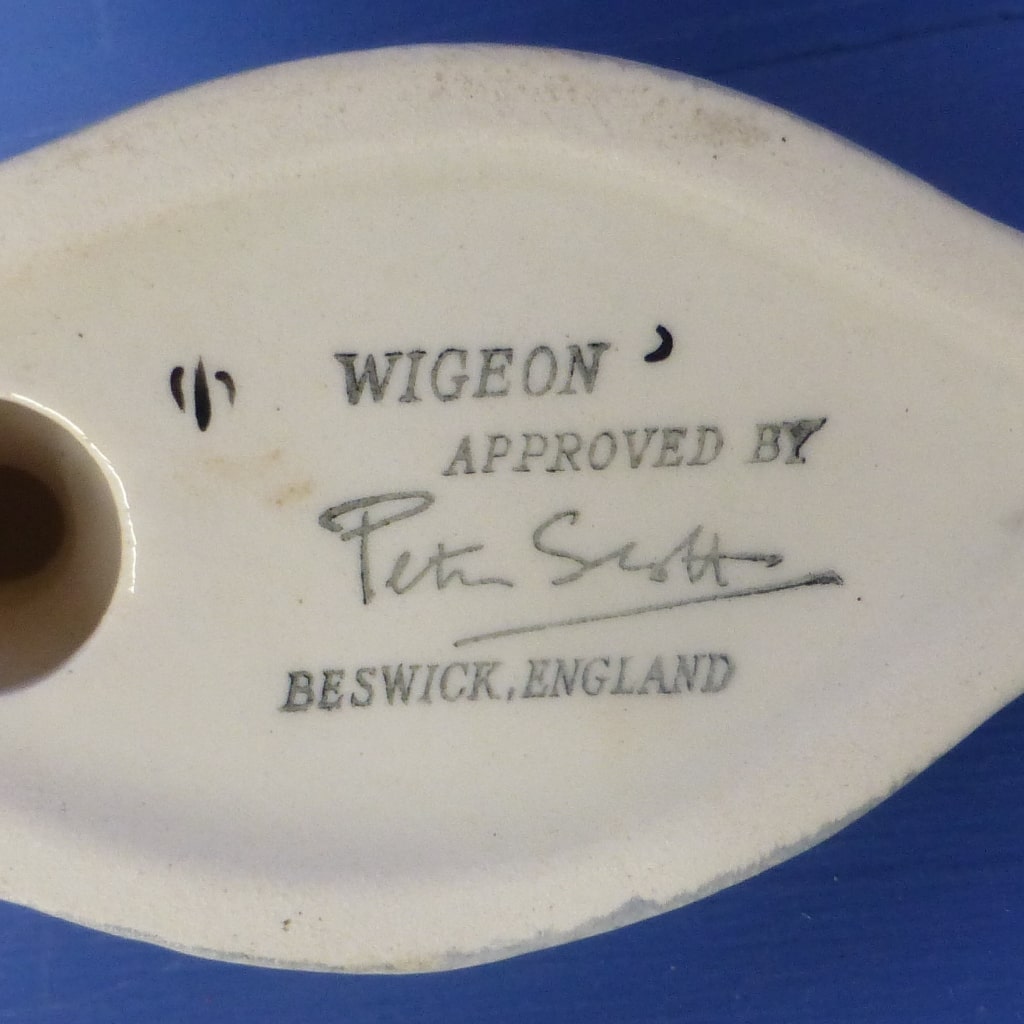 WIGEON
APPROVED BY
Peter Scott
BESWICK, ENGLAND